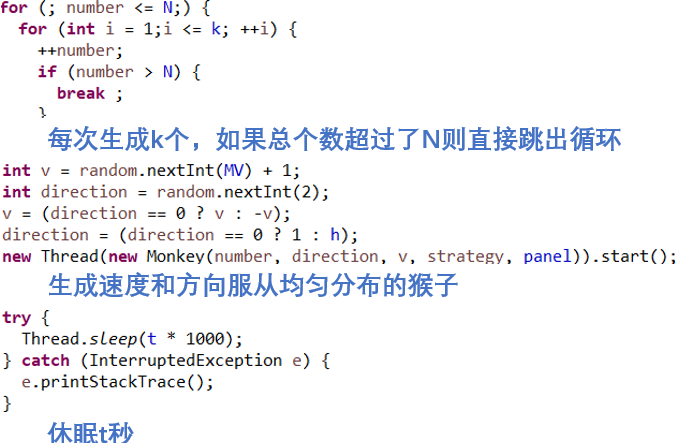 for (; number <= N;) {
for (int i = 1;i <= k; ++i) {
++number;
if (number > N) {
break ;
}
每次生成k个，如果总个数超过了N则直接跳出循环
int v = random.nextInt(MV) + 1;
int direction = random.nextInt(2);
v = (direction == 0 ? v : -v);
direction = (direction == 0 ? 1 : h);
new Thread(new Monkey(number, direction, v, strategy, panel)).start();
生成速度和方向服从均匀分布的猴子
try {
Thread.sleep(t * 1000);
} catch (InterruptedException e) {
e.printStackTrace();
}
休眠t秒